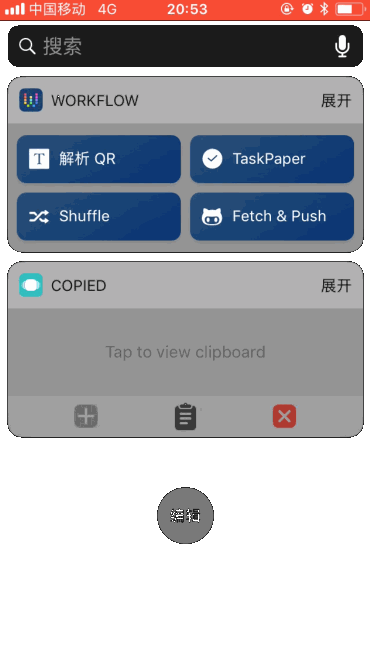 中国移动 4G 20:53
搜索
WORKFLOW 展开
解析 QR TaskPaper
Shuffle Fetch & Push
COPIED 展开
Tap to view clipboard
编辑